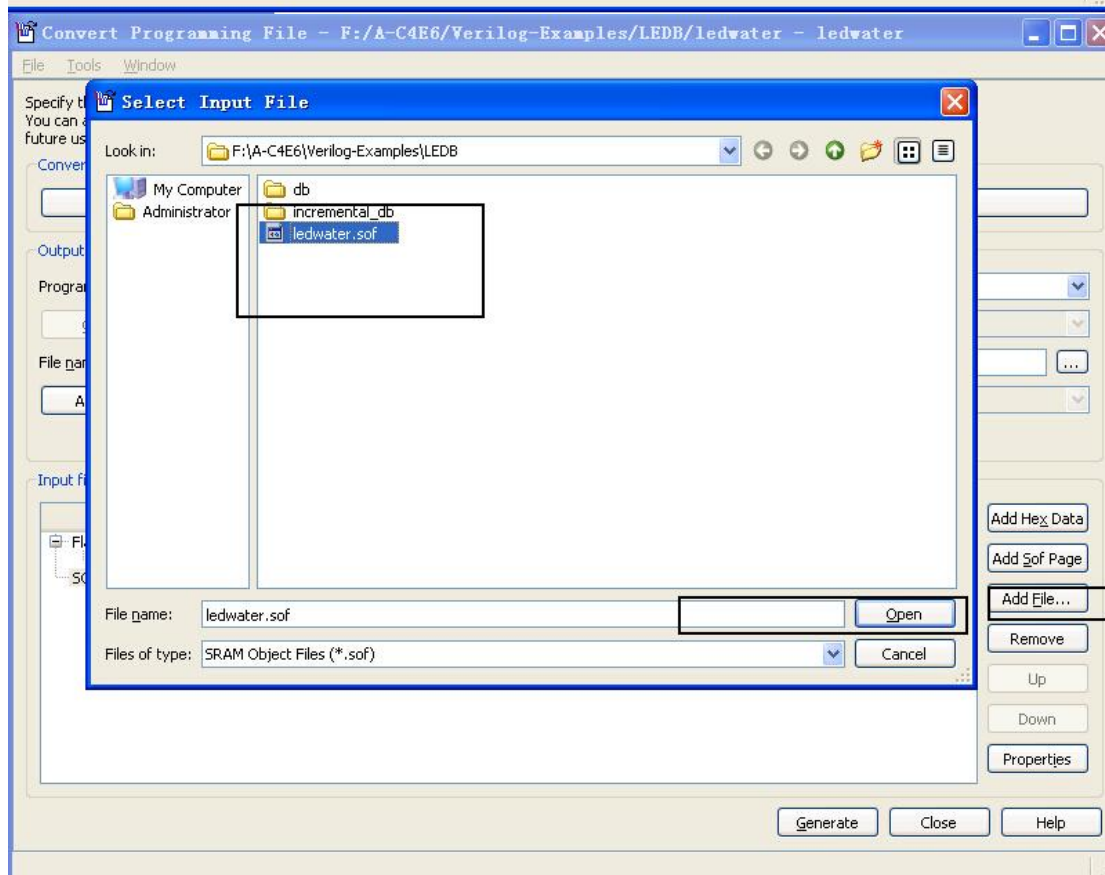 Convert Programming File - F:/A-C4E6/Verilog-Examples/LEDB/ledwater - ledwater
File Tools Window
Specify t
You can
future us
Select Input File
Conver
Look in: F:\A-C4E6\Verilog-Examples\LEDB
My Computer
Administrator
db
incremental_db
ledwater.sof
Output
Progra
File nar
A
Input fi
Fl
SO
File name: ledwater.sof
Open
Files of type: SRAM Object Files (*.sof)
Cancel
...
Add Hex Data
Add Sof Page
Add File...
Remove
Up
Down
Properties
Generate Close Help